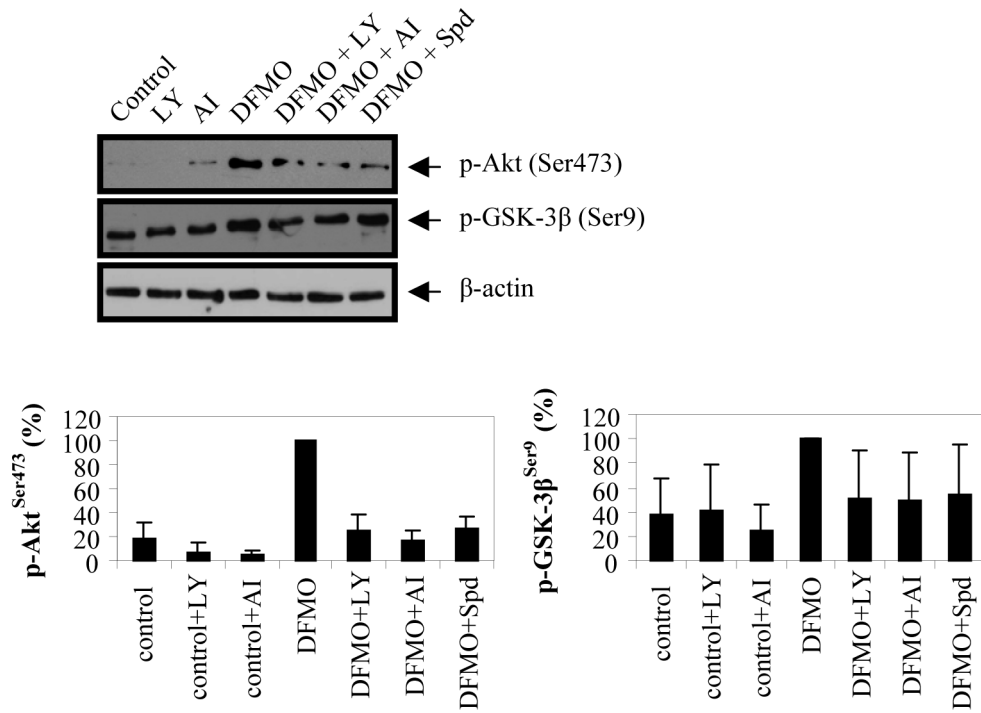 Control
LY
AI
DFMO
DFMO + LY
DFMO + AI
DFMO + Spd
p-Akt (Ser473)
p-GSK-3β (Ser9)
β-actin
p-Akt Ser473 (%)
120
100
80
60
40
20
0
control
control+LY
control+AI
DFMO
DFMO+LY
DFMO+AI
DFMO+Spd
p-GSK-3β Ser9 (%)
120
100
80
60
40
20
0
control
control+LY
control+AI
DFMO
DFMO+LY
DFMO+AI
DFMO+Spd